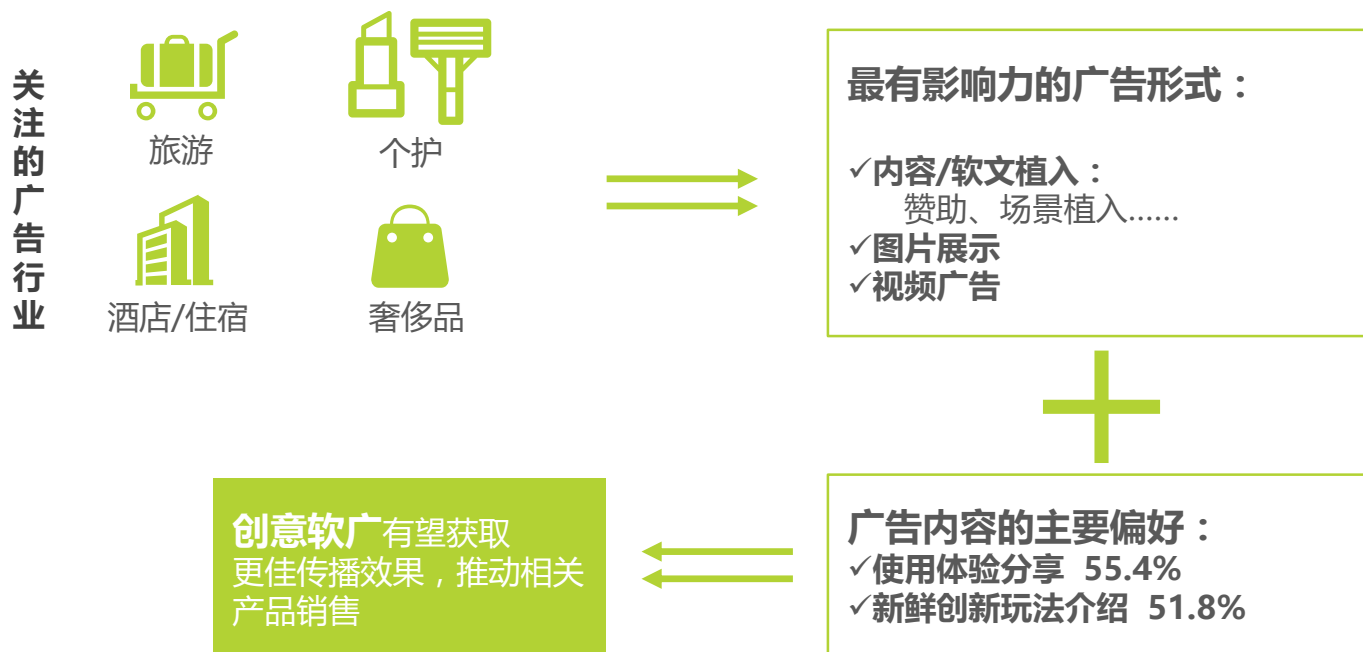 关注的广告行业
旅游
个护
酒店/住宿
奢侈品
最有影响力的广告形式：
✓内容/软文植入：
赞助、场景植入……
✓图片展示
✓视频广告
广告内容的主要偏好：
✓使用体验分享 55.4%
✓新鲜创新玩法介绍 51.8%
创意软广有望获取
更佳传播效果，推动相关
产品销售